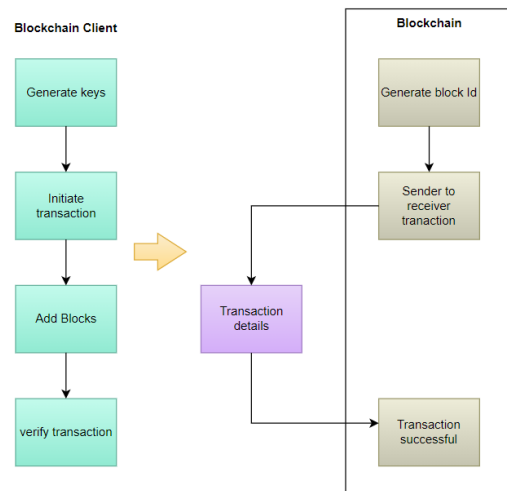 Blockchain Client
Blockchain
Generate keys
Generate block Id
Initiate
transaction
Sender to
receiver
tranaction
Add Blocks
Transaction
details
verify transaction
Transaction
successful